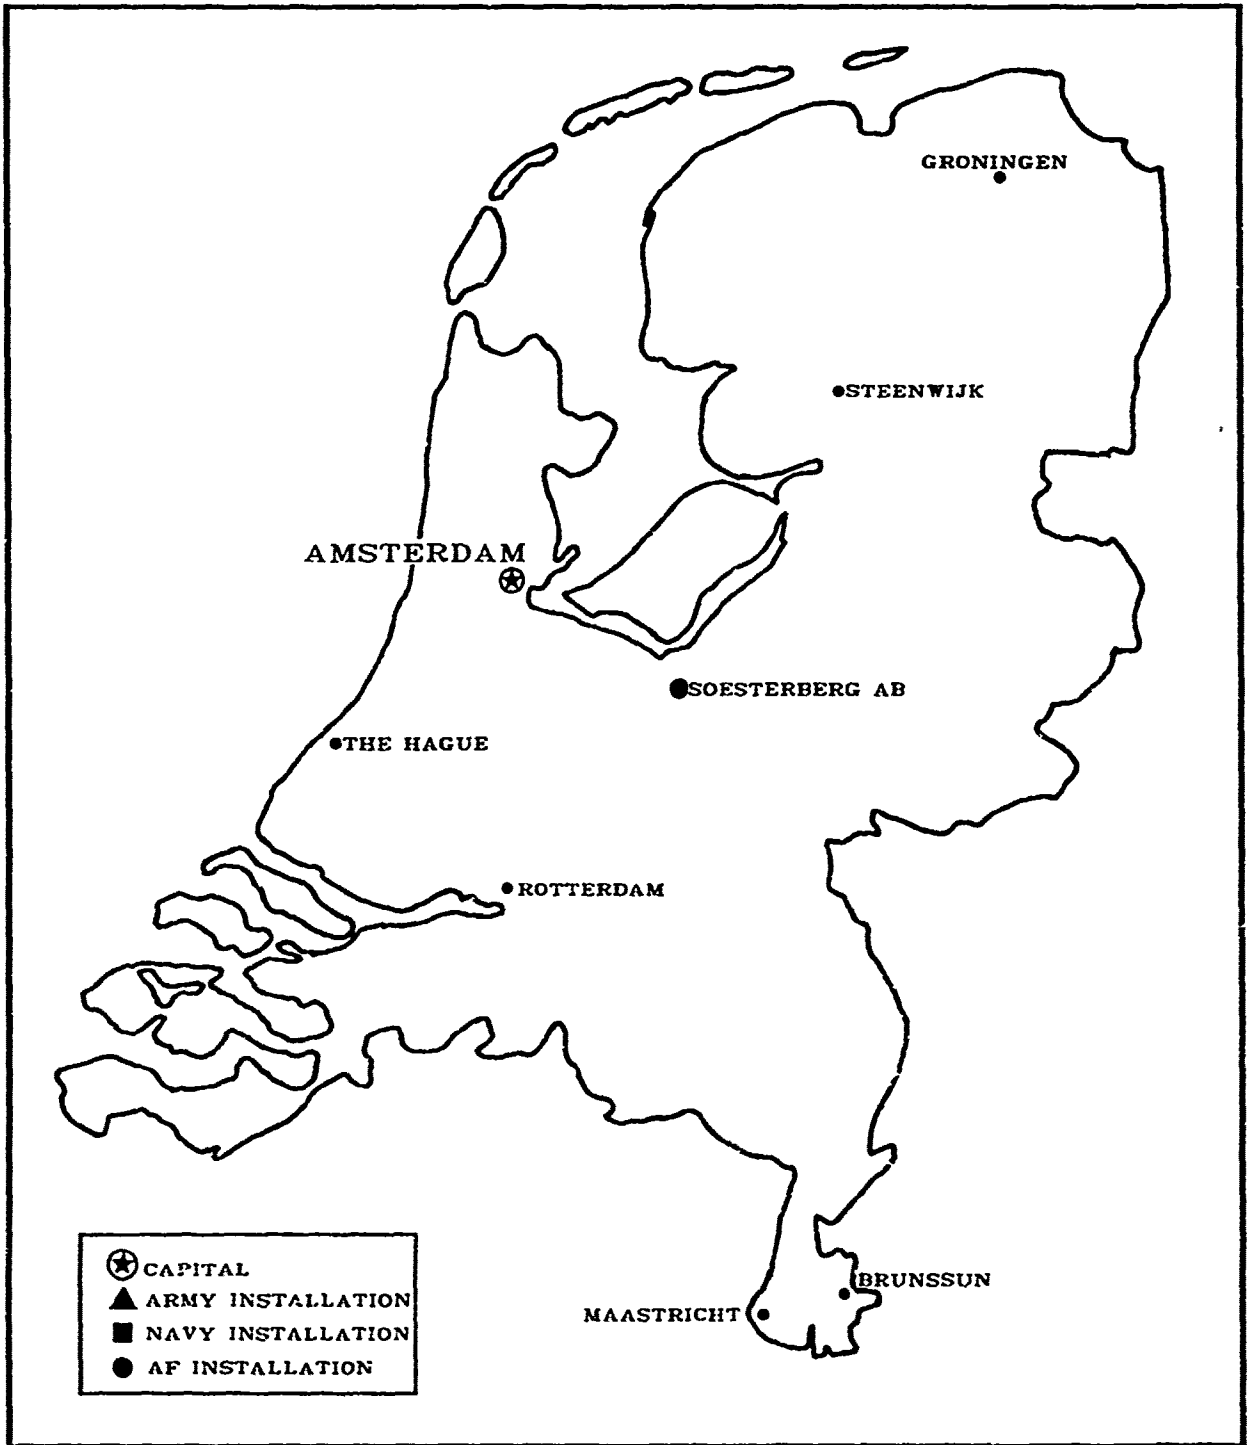 GRONINGEN
STEENWIJK
AMSTERDAM
SOESTERBERG AB
THE HAGUE
ROTTERDAM
BRUNSSUN
MAASTRICHT
CAPITAL
ARMY INSTALLATION
NAVY INSTALLATION
AF INSTALLATION